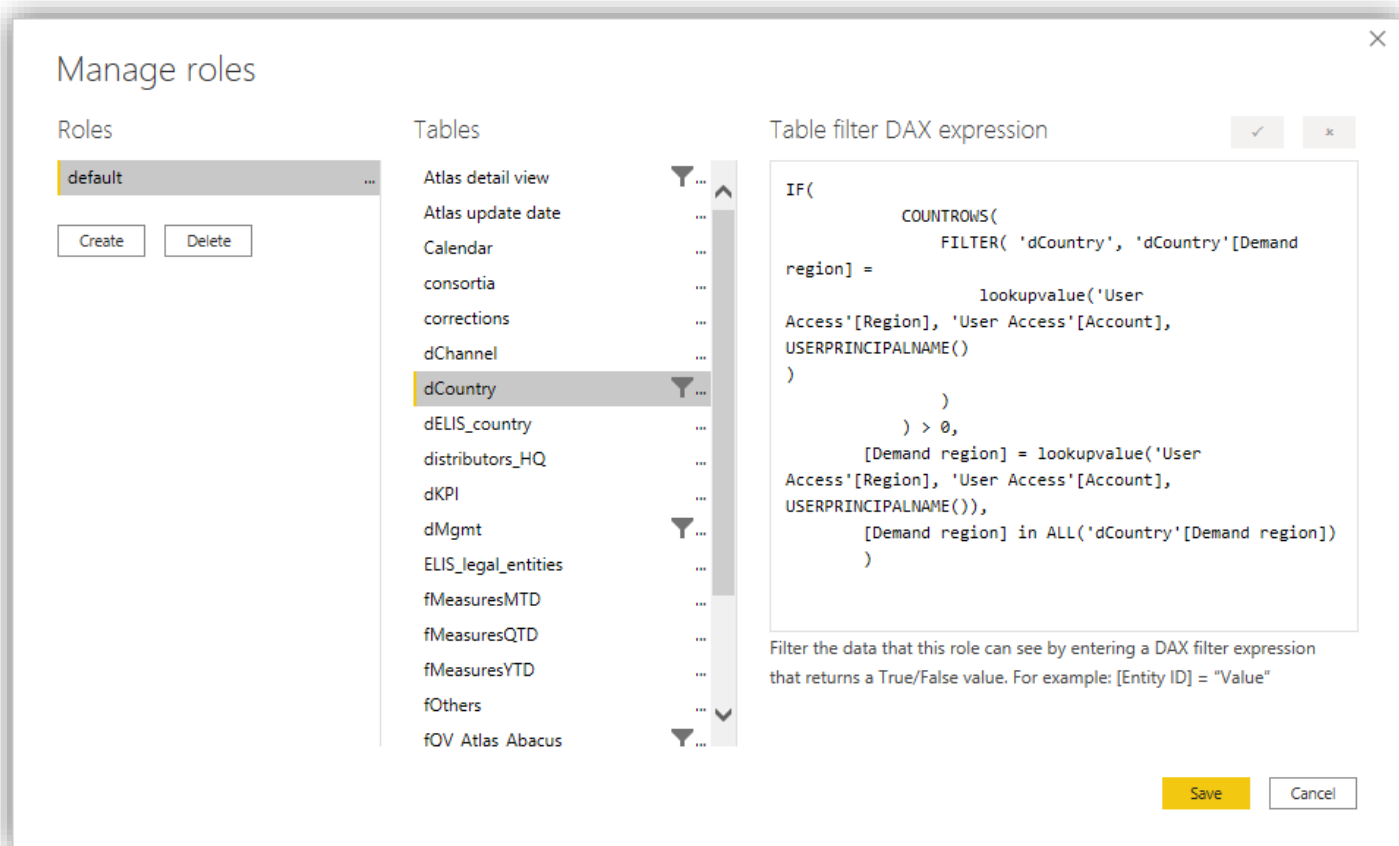 Manage roles
Roles
Tables
Table filter DAX expression
default ...
Create
Delete
Atlas detail view ...
Atlas update date ...
Calendar ...
consortia ...
corrections ...
dChannel ...
dCountry ...
dELIS_country ...
distributors_HQ ...
dKPI ...
dMgmt ...
ELIS_legal_entities ...
fMeasuresMTD ...
fMeasuresQTD ...
fMeasuresYTD ...
fOthers ...
fOV_Atlas_Abacus ...
IF(
COUNTROWS(
FILTER( 'dCountry', 'dCountry'[Demand
region] =
lookupvalue('User
Access'[Region], 'User Access'[Account],
USERPRINCIPALNAME()
)
)
) > 0,
[Demand region] = lookupvalue('User
Access'[Region], 'User Access'[Account],
USERPRINCIPALNAME()),
[Demand region] in ALL('dCountry'[Demand region])
)
Filter the data that this role can see by entering a DAX filter expression
that returns a True/False value. For example: [Entity ID] = “Value”
Save
Cancel